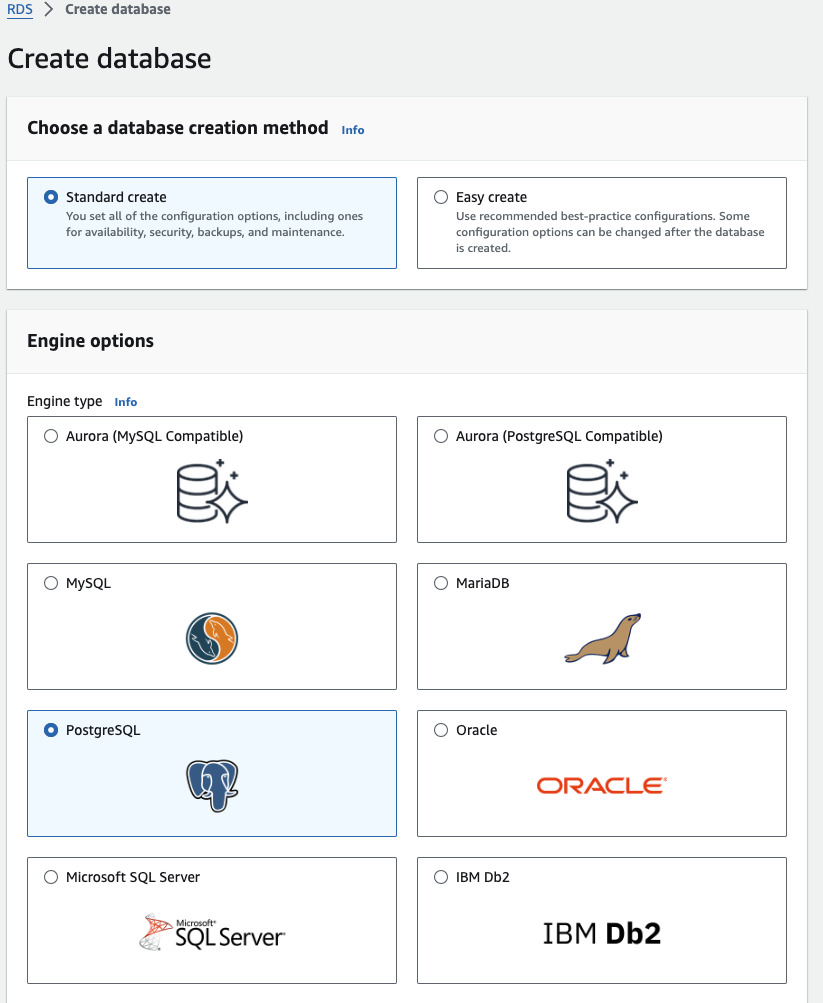 RDS > Create database
Create database
Choose a database creation method Info
Standard create
You set all of the configuration options, including ones
for availability, security, backups, and maintenance.
Easy create
Use recommended best-practice configurations. Some
configuration options can be changed after the database
is created.
Engine options
Engine type Info
Aurora (MySQL Compatible)
Aurora (PostgreSQL Compatible)
MySQL
MariaDB
PostgreSQL
Oracle
ORACLE®
Microsoft SQL Server
Microsoft®
SQL Server®
IBM Db2
IBM Db2